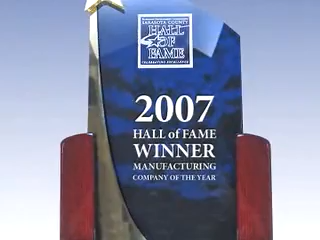 SARASOTA COUNTY
HALL
OF
FAME
CELEBRATING EXCELLENCE
2007
HALL of FAME
WINNER
MANUFACTURING
COMPANY OF THE YEAR